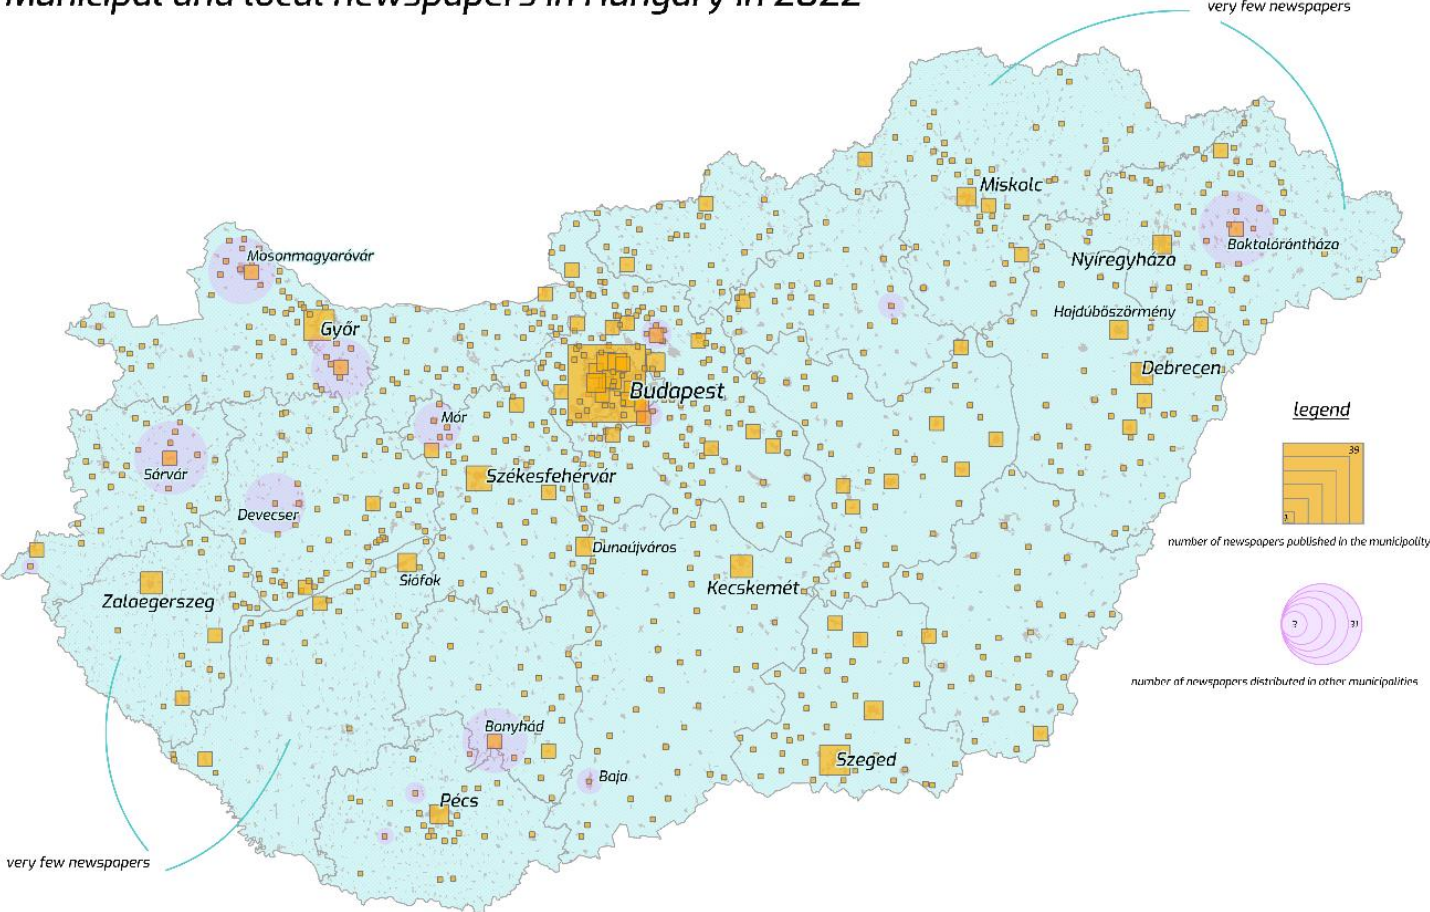 Municipal and local newspapers in Hungary in 2022
very few newspapers
Miskolc
Mosonmagyaróvár
Nyíregyháza
Baktalórántháza
Győr
Hajdúböszörmény
Debrecen
Budapest
Mór
legend
39
Sárvár
Székesfehérvár
Devecser
1
number of newspapers published in the municipality
Dunaújváros
Siófok
Kecskemét
Zalaegerszeg
number of newspapers distributed in other municipalities
Bonyhád
Szeged
Baja
Pécs
very few newspapers